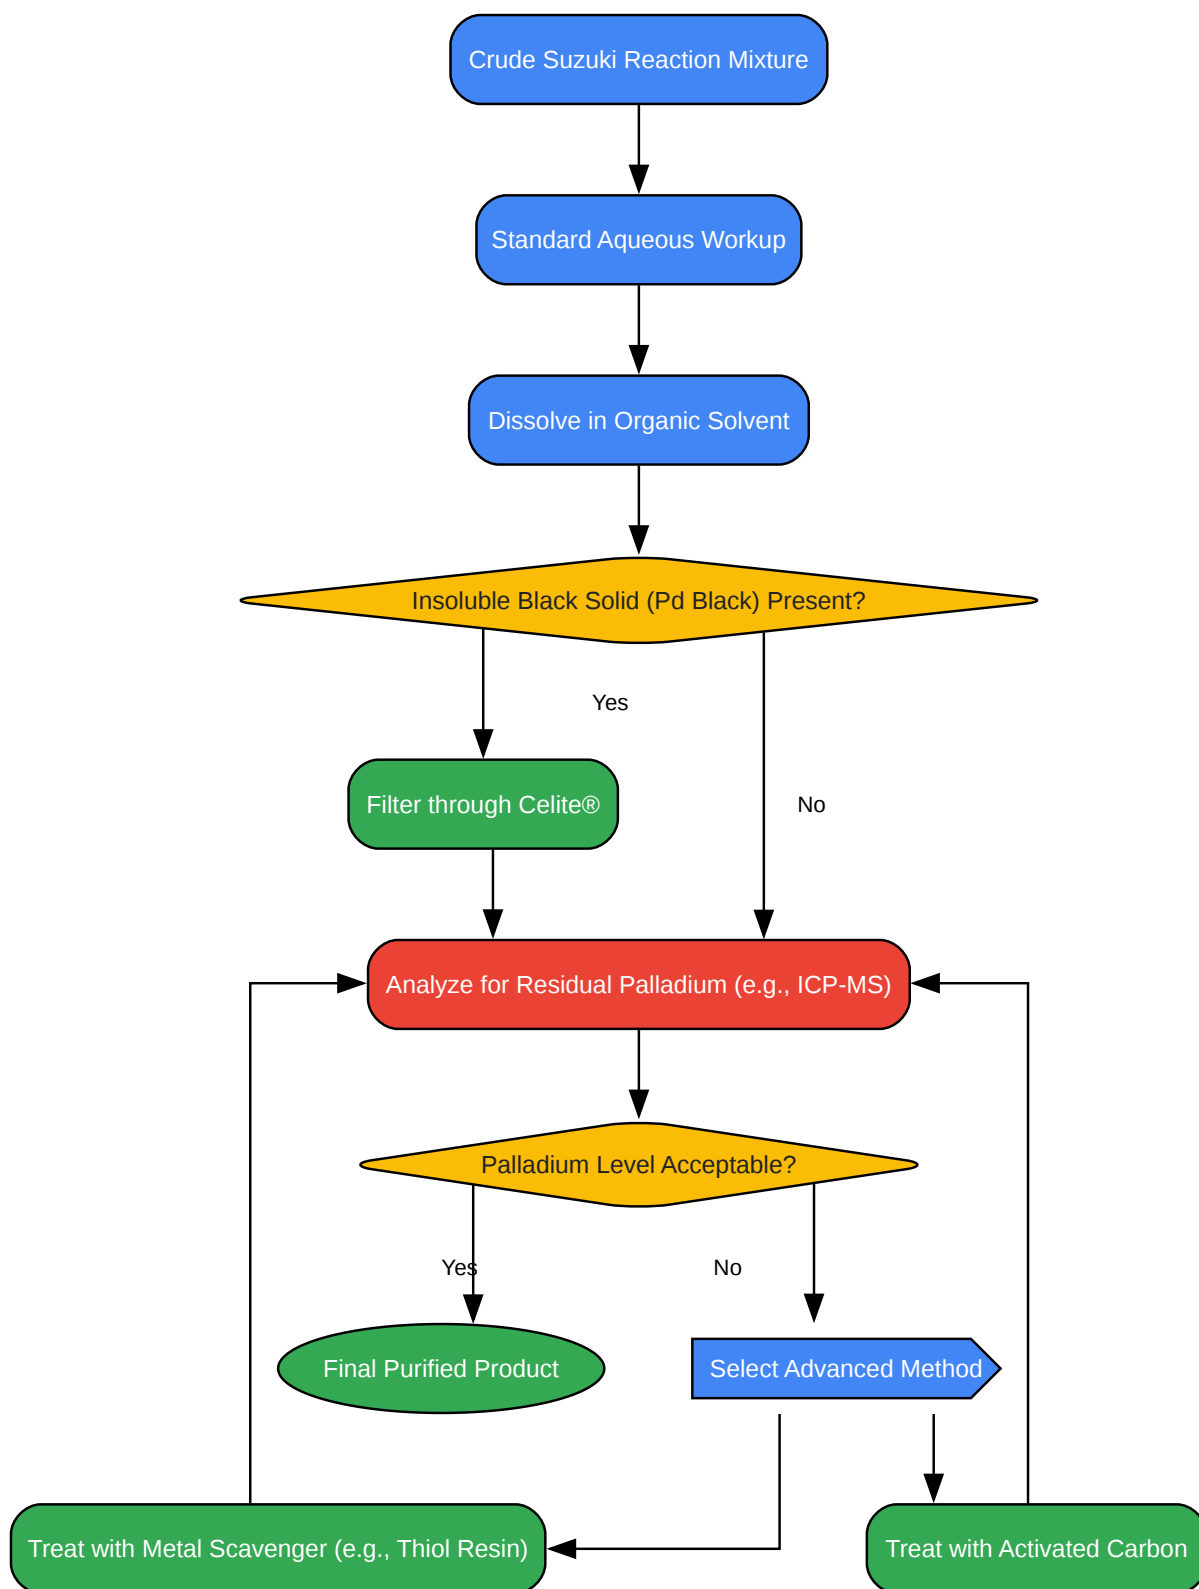 Crude Suzuki Reaction Mixture
Standard Aqueous Workup
Dissolve in Organic Solvent
Insoluble Black Solid (Pd Black) Present?
Yes
Filter through Celite®
No
Analyze for Residual Palladium (e.g., ICP-MS)
Palladium Level Acceptable?
Yes
No
Final Purified Product
Select Advanced Method
Treat with Metal Scavenger (e.g., Thiol Resin)
Treat with Activated Carbon